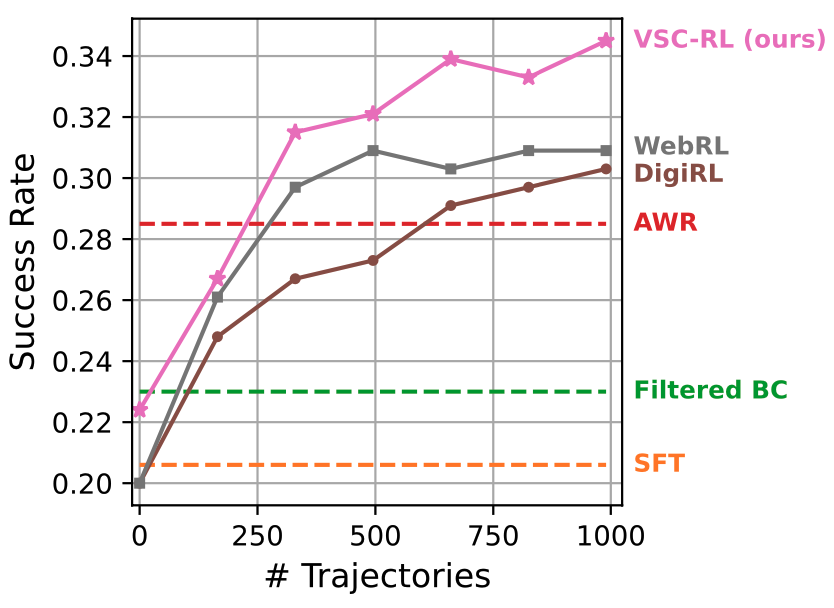 VSC-RL (ours)
0.34
0.32
WebRL
0.30
DigiRL
AWR
0.28
0.26
0.24
Filtered BC
0.22
SFT
0.20
Success Rate
0 250 500 750 1000
# Trajectories